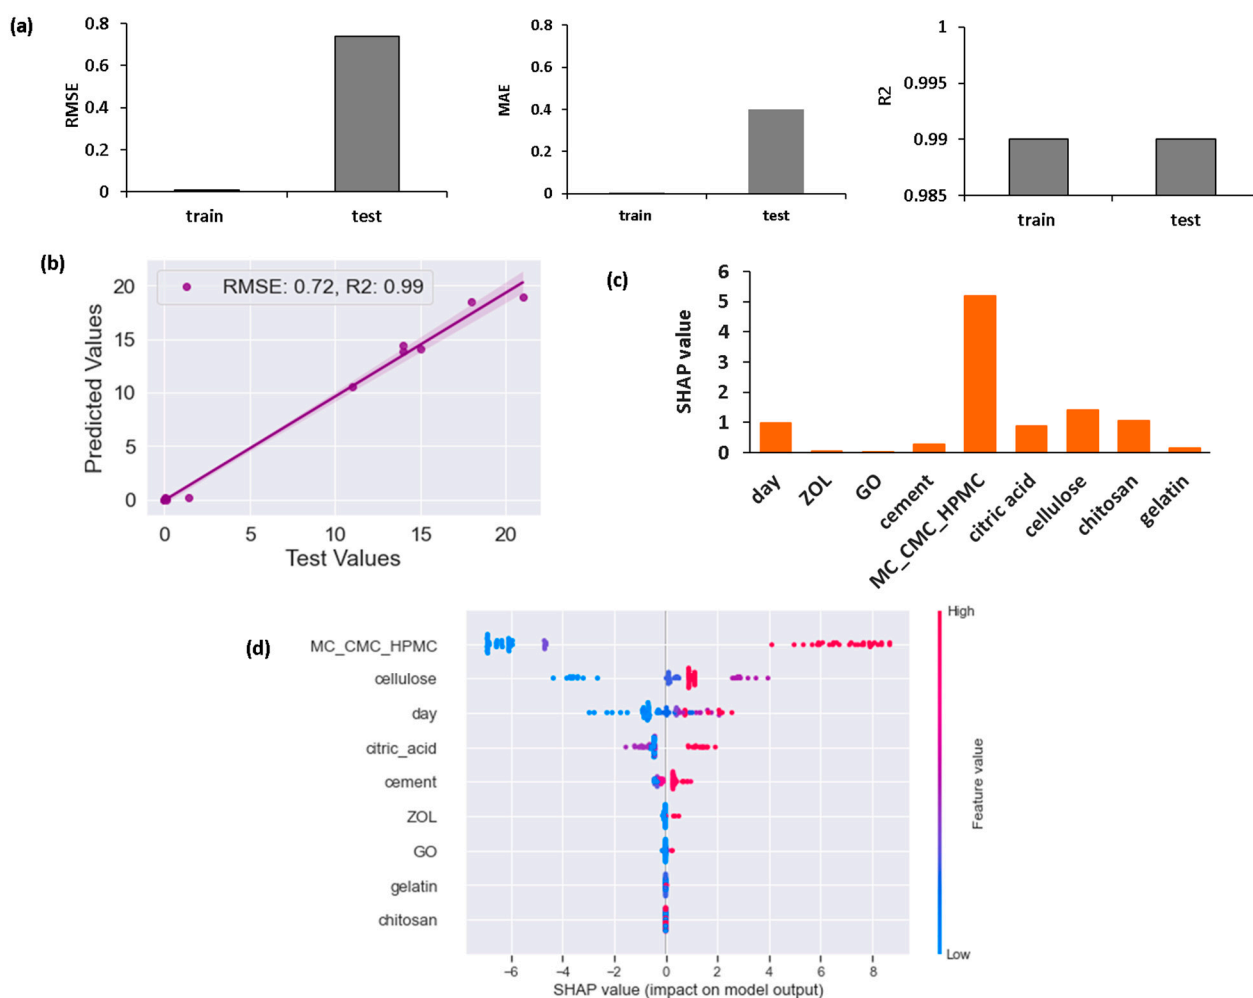 (a)
0.8
0.6
0.4
0.2
0
RMSE
train
test
0.8
0.6
0.4
0.2
0
MAE
train
test
1
0.995
0.99
0.985
R2
train
test
(b)
RMSE: 0.72, R2: 0.99
20
15
10
5
0
Predicted Values
0
5
10
15
20
Test Values
(c)
6
5
4
3
2
1
0
SHAP value
day
ZOL
GO
cement
MC_CMC_HPMC
citric acid
cellulose
chitosan
gelatin
(d)
MC_CMC_HPMC
cellulose
day
citric_acid
cement
ZOL
GO
gelatin
chitosan
−6
−4
−2
0
2
4
6
8
SHAP value (impact on model output)
High
Low
Feature value